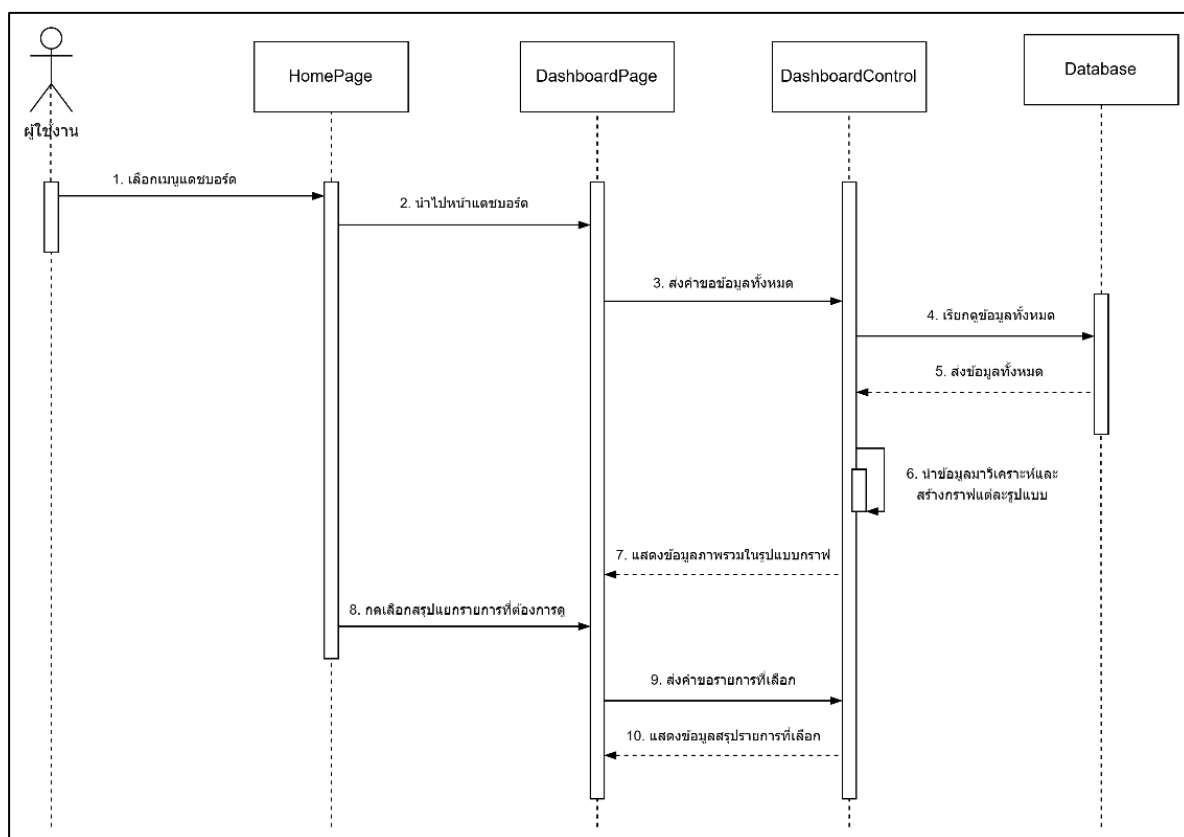 HomePage
DashboardPage
DashboardControl
Database
ผู้ใช้งาน
1. เลือกเมนูแดชบอร์ด
2. นำไปหน้าแดชบอร์ด
3. ส่งคำขอข้อมูลทั้งหมด
4. เรียกดูข้อมูลทั้งหมด
5. ส่งข้อมูลทั้งหมด
6. นำข้อมูลมาวิเคราะห์และ
สร้างกราฟแต่ละรูปแบบ
7. แสดงข้อมูลภาพรวมในรูปแบบกราฟ
8. กดเลือกสรุปแยกรายการที่ต้องการดู
9. ส่งคำขอรายการที่เลือก
10. แสดงข้อมูลสรุปรายการที่เลือก